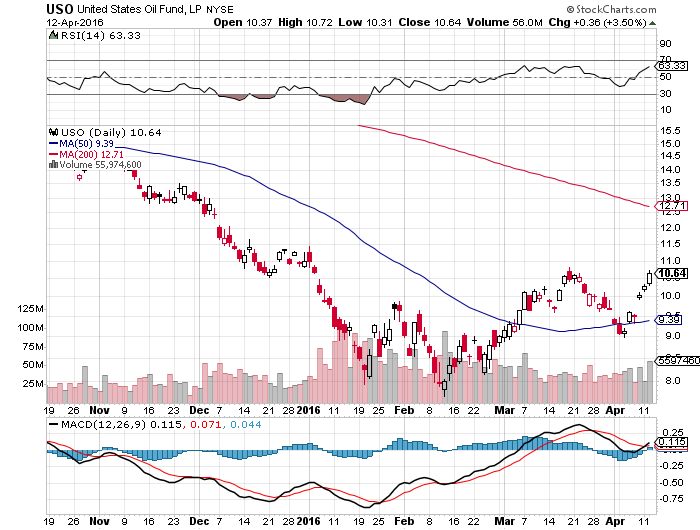 USO United States Oil Fund, LP NYSE
© StockCharts.com
12-Apr-2016
Open 10.37 High 10.72 Low 10.31 Close 10.64 Volume 56.0M Chg +0.36 (+3.50%)
RSI(14) 63.33
90
70
63.33
50
30
10
USO (Daily) 10.64
MA(50) 9.39
MA(200) 12.71
Volume 55,974,600
15.5
15.0
14.5
14.0
13.5
13.0
12.71
12.0
11.5
11.0
10.64
10.0
9.39
9.0
8.0
125M
100M
75M
50M
25M
5597460
19 26 Nov 9 16 23 Dec 7 14 21 28 2016 11 19 25 Feb 8 16 22 Mar 7 14 21 28 Apr 11
MACD(12,26,9) 0.115, 0.071, 0.044
0.25
0.115
-0.25
-0.50
-0.75
19 26 Nov 9 16 23 Dec 7 14 21 28 2016 11 19 25 Feb 8 16 22 Mar 7 14 21 28 Apr 11